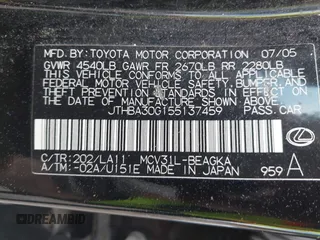 MFD. BY: TOYOTA MOTOR CORPORATION 07/05
GVWR 4540LB GAWR FR 2670LB RR 2280LB
THIS VEHICLE CONFORMS TO ALL APPLICABLE
FEDERAL MOTOR VEHICLE SAFETY,
BUMPER, AND THEFT PREVENTION STANDARDS
IN EFFECT ON THE DATE OF
MANUFACTURE SHOWN ABOVE.
JTHBA30G155137459 PASS. CAR
C/TR: 202/LA11 MCV31L-BEAGKA
A/TM: -02A/U151E MADE IN JAPAN 959 A